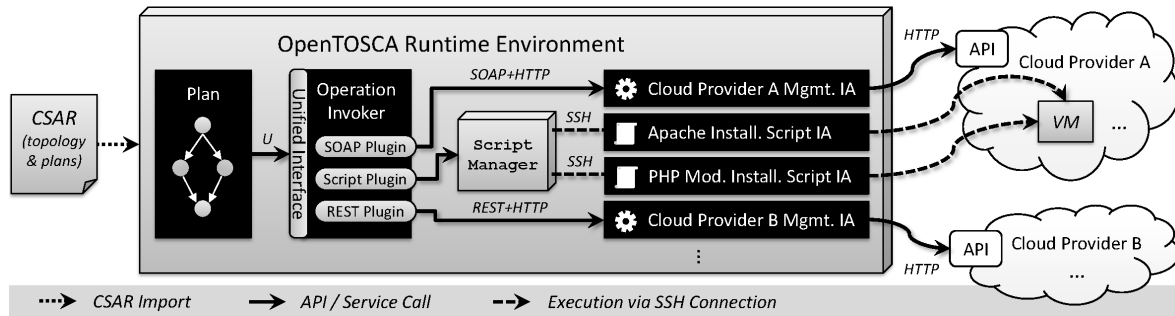 OpenTOSCA Runtime Environment
CSAR
(topology
& plans)
Plan
U
Unified Interface
Operation
Invoker
SOAP Plugin
Script Plugin
REST Plugin
SOAP+HTTP
Script
Manager
SSH
SSH
REST+HTTP
Cloud Provider A Mgmt. IA
Apache Install. Script IA
PHP Mod. Install. Script IA
Cloud Provider B Mgmt. IA
...
HTTP
API
Cloud Provider A
VM
...
HTTP
API
Cloud Provider B
...
CSAR Import
API / Service Call
Execution via SSH Connection